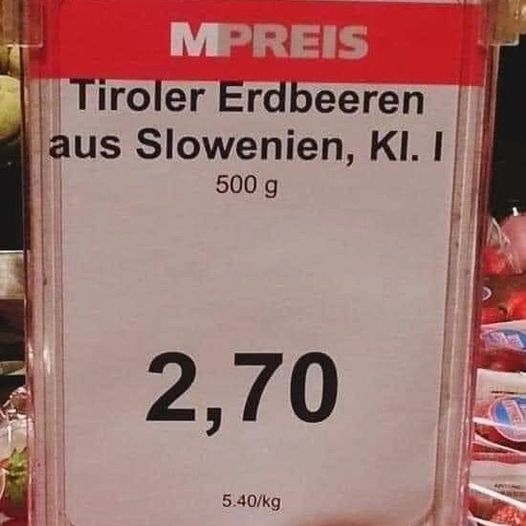 MPREIS
Tiroler Erdbeeren
aus Slowenien, Kl. I
500 g
2,70
5.40/kg